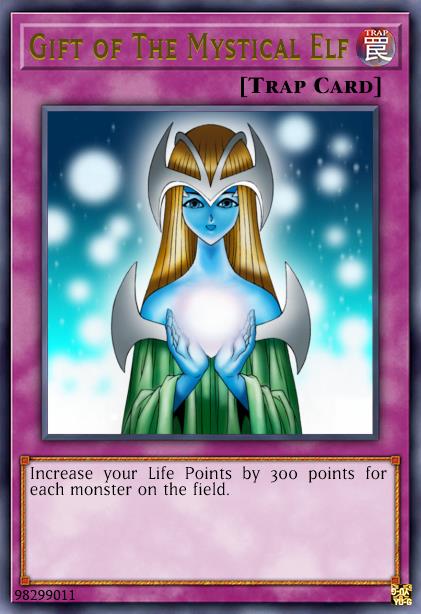 Gift of The Mystical Elf
TRAP
罠
[Trap Card]
Increase your Life Points by 300 points for
each monster on the field.
98299011